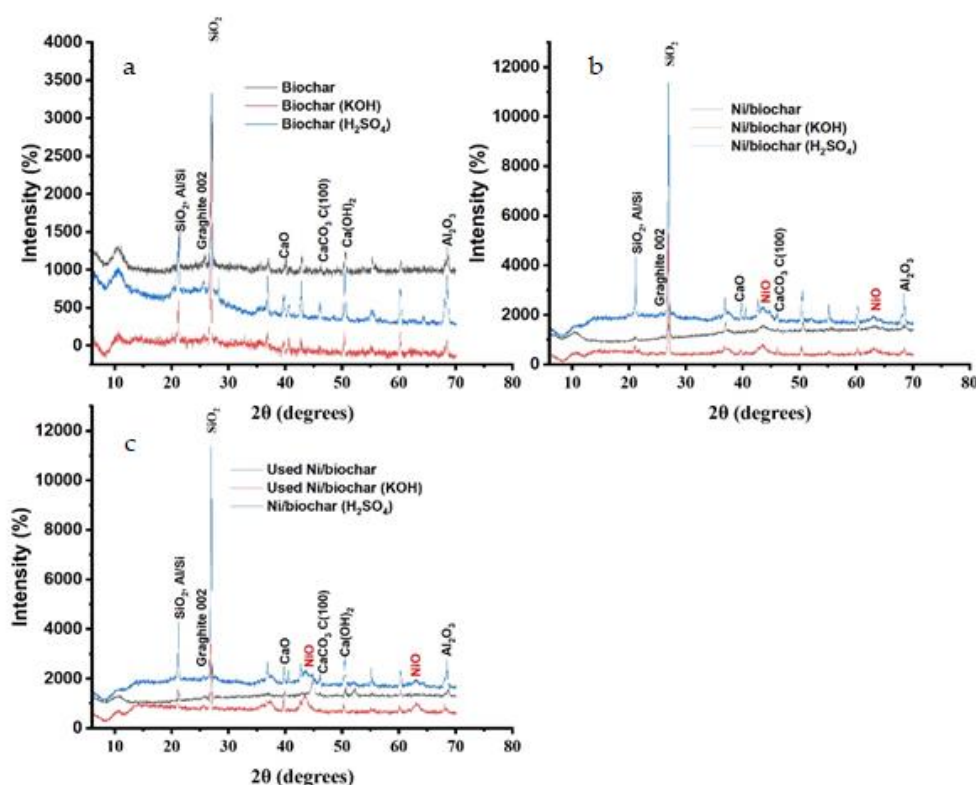 a
SiO2
4000
3500
3000
2500
2000
1500
1000
500
0
Intensity (%)
Biochar
Biochar (KOH)
Biochar (H2SO4)
SiO2, Al/Si
Graghite 002
CaO
CaCO3 C(100)
Ca(OH)2
Al2O3
10 20 30 40 50 60 70 80
2θ (degrees)
b
SiO2
12000
10000
8000
6000
4000
2000
0
Intensity (%)
Ni/biochar
Ni/biochar (KOH)
Ni/biochar (H2SO4)
SiO2, Al/Si
Graghite 002
CaO
NiO
CaCO3 C(100)
NiO
Al2O3
10 20 30 40 50 60 70 80
2θ (degrees)
c
SiO2
12000
10000
8000
6000
4000
2000
0
Intensity (%)
Used Ni/biochar
Used Ni/biochar (KOH)
Ni/biochar (H2SO4)
SiO2, Al/Si
Graghite 002
CaO
NiO
CaCO3 C(100)
Ca(OH)2
NiO
Al2O3
10 20 30 40 50 60 70 80
2θ (degrees)